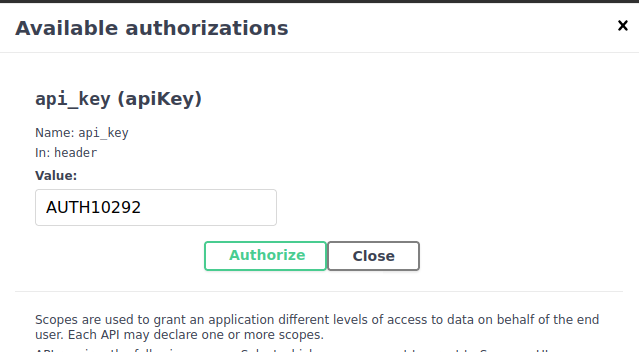 Available authorizations
api_key (apiKey)
Name: api_key
In: header
Value:
AUTH10292
Authorize Close
Scopes are used to grant an application different levels of access to data on behalf of the end
user. Each API may declare one or more scopes.